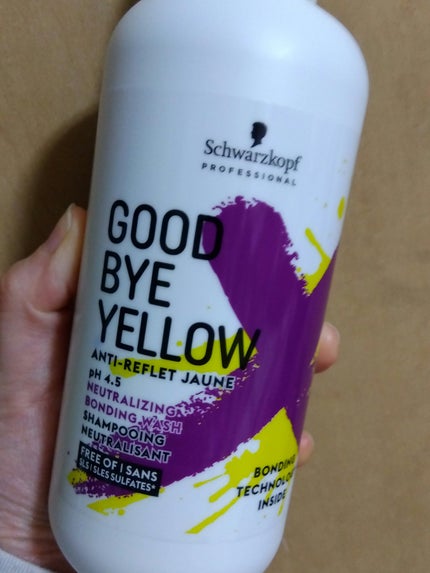 Schwarzkopf
PROFESSIONAL
GOOD
BYE
YELLOW
ANTI-REFLET JAUNE
pH 4.5
NEUTRALIZING
BONDING WASH
SHAMPOOING
NEUTRALISANT
FREE OF | SANS
SLS | SLES SULFATES*
BONDING
TECHNOLOGY
INSIDE